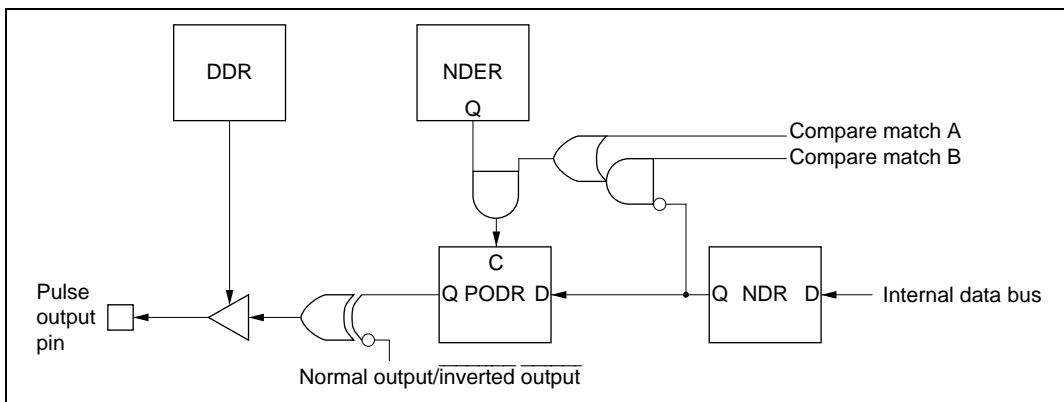 DDR
NDER
Q
Compare match A
Compare match B
C
Q PODR D
Q NDR D
Internal data bus
Pulse
output
pin
Normal output/inverted output